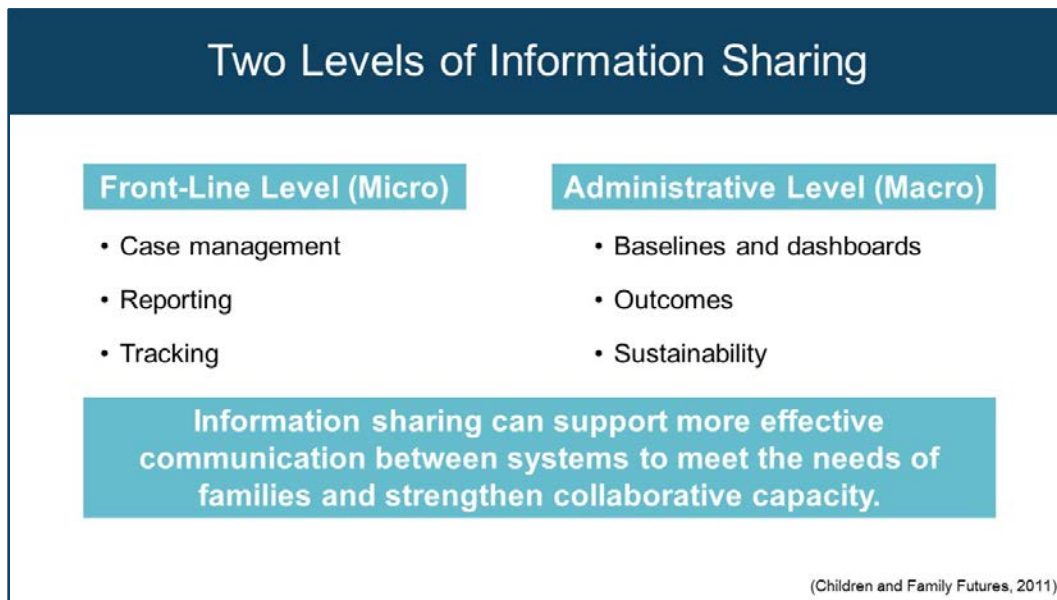 Two Levels of Information Sharing
Front-Line Level (Micro)
• Case management
• Reporting
• Tracking
Administrative Level (Macro)
• Baselines and dashboards
• Outcomes
• Sustainability
Information sharing can support more effective
communication between systems to meet the needs of
families and strengthen collaborative capacity.
(Children and Family Futures, 2011)